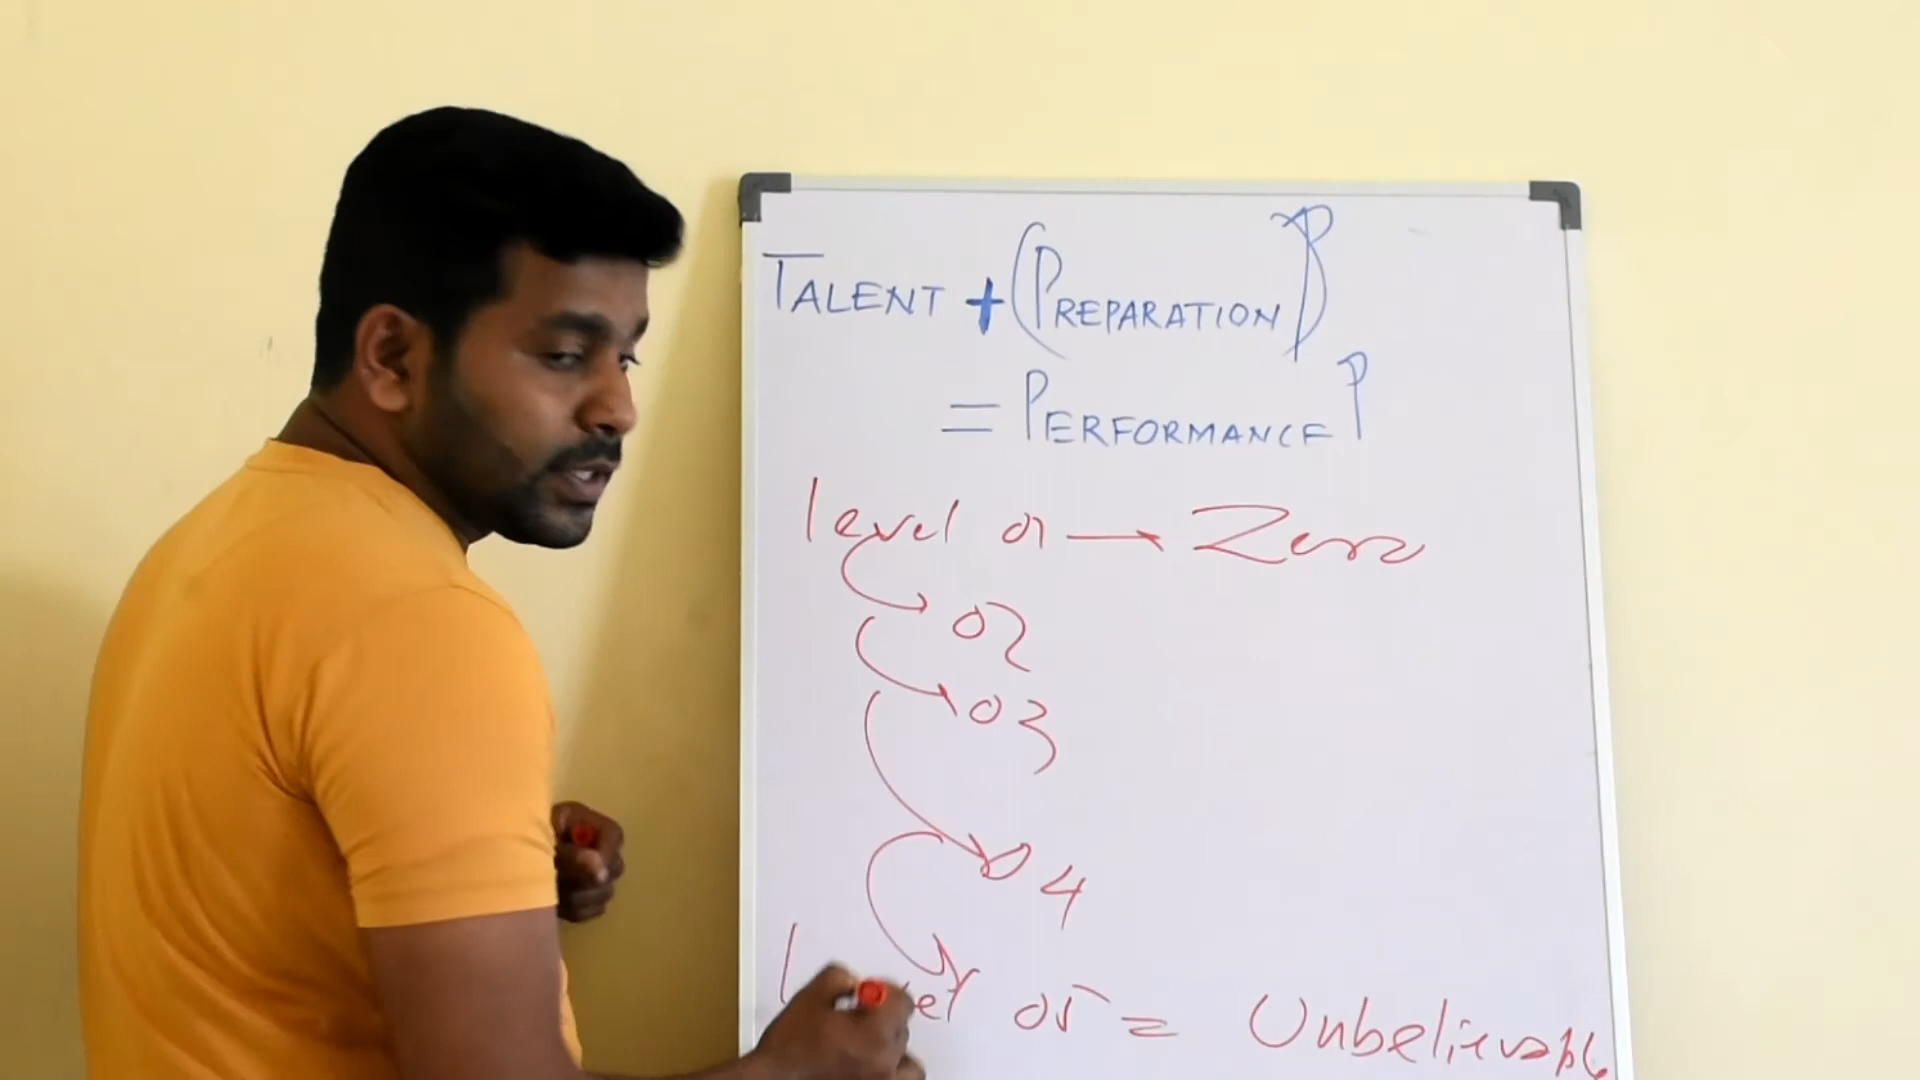 TALENT + (PREPARATION)P
= PERFORMANCE P
level 01 → Zero
02
03
04
level 05 = Unbelievable